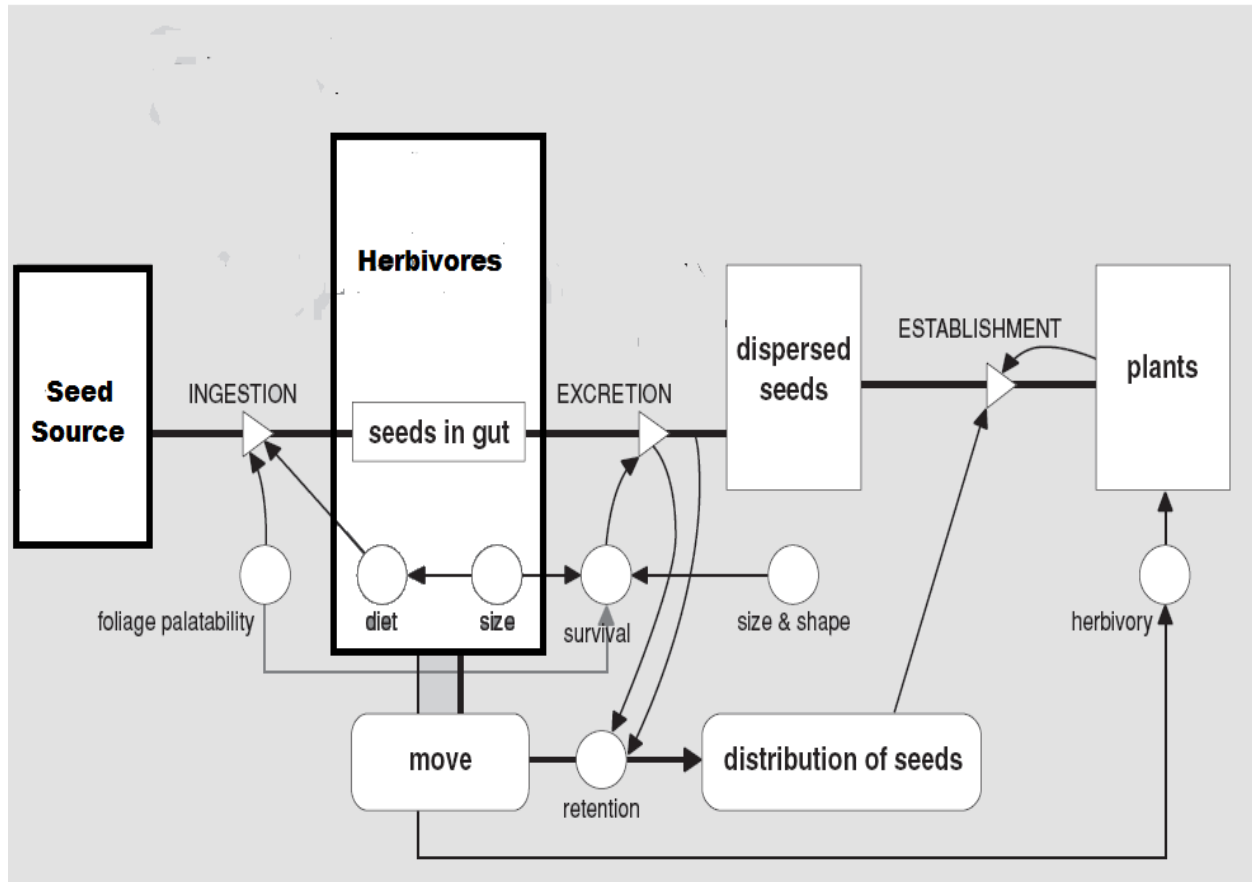 Herbivores
Seed
Source
INGESTION
seeds in gut
EXCRETION
dispersed
seeds
ESTABLISHMENT
plants
foliage palatability
diet
size
survival
size & shape
herbivory
move
retention
distribution of seeds